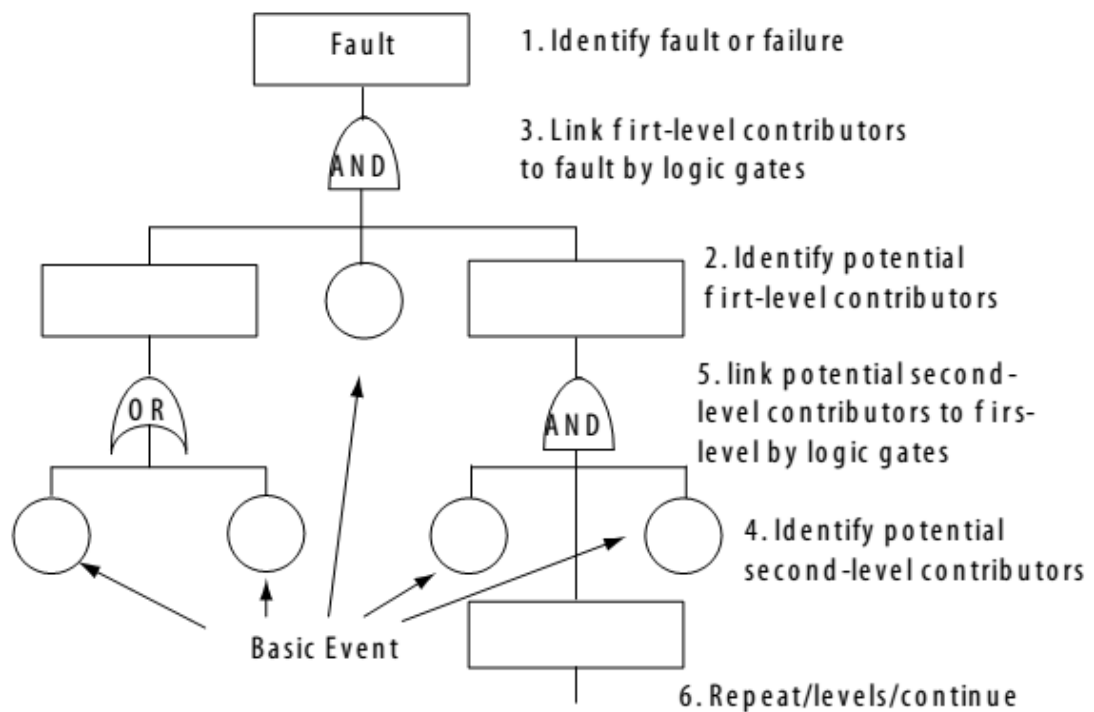 Fault
1. Identify fault or failure
3. Link firt-level contributors
to fault by logic gates
AND
2. Identify potential
firt-level contributors
5. link potential second-
level contributors to firs-
level by logic gates
OR
AND
4. Identify potential
second-level contributors
Basic Event
6. Repeat/levels/continue